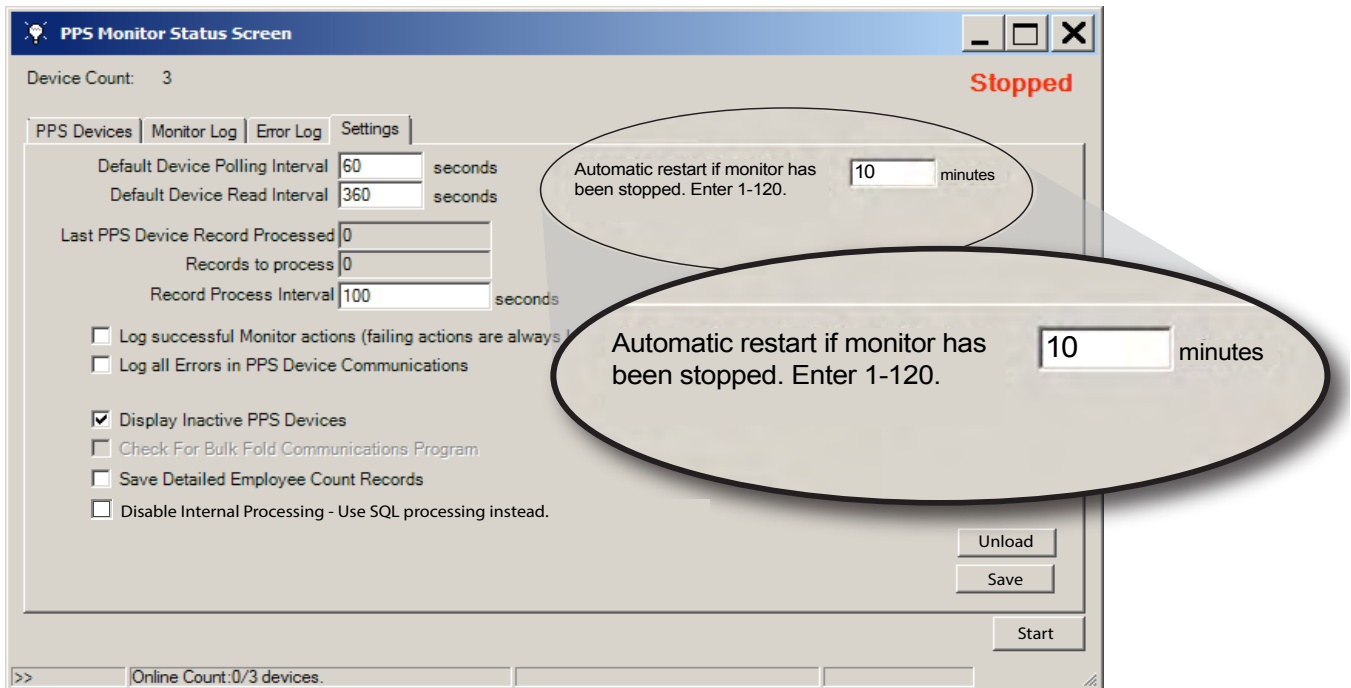 PPS Monitor Status Screen
Device Count: 3
Stopped
PPS Devices Monitor Log Error Log Settings
Default Device Polling Interval 60 seconds
Default Device Read Interval 360 seconds
Automatic restart if monitor has 10 minutes
been stopped. Enter 1-120.
Last PPS Device Record Processed 0
Records to process 0
Record Process Interval 100 seconds
Log successful Monitor actions (failing actions are always
Log all Errors in PPS Device Communications
Automatic restart if monitor has 10 minutes
been stopped. Enter 1-120.
Display Inactive PPS Devices
Check For Bulk Fold Communications Program
Save Detailed Employee Count Records
Disable Internal Processing - Use SQL processing instead.
Unload
Save
Start
>> Online Count:0/3 devices.